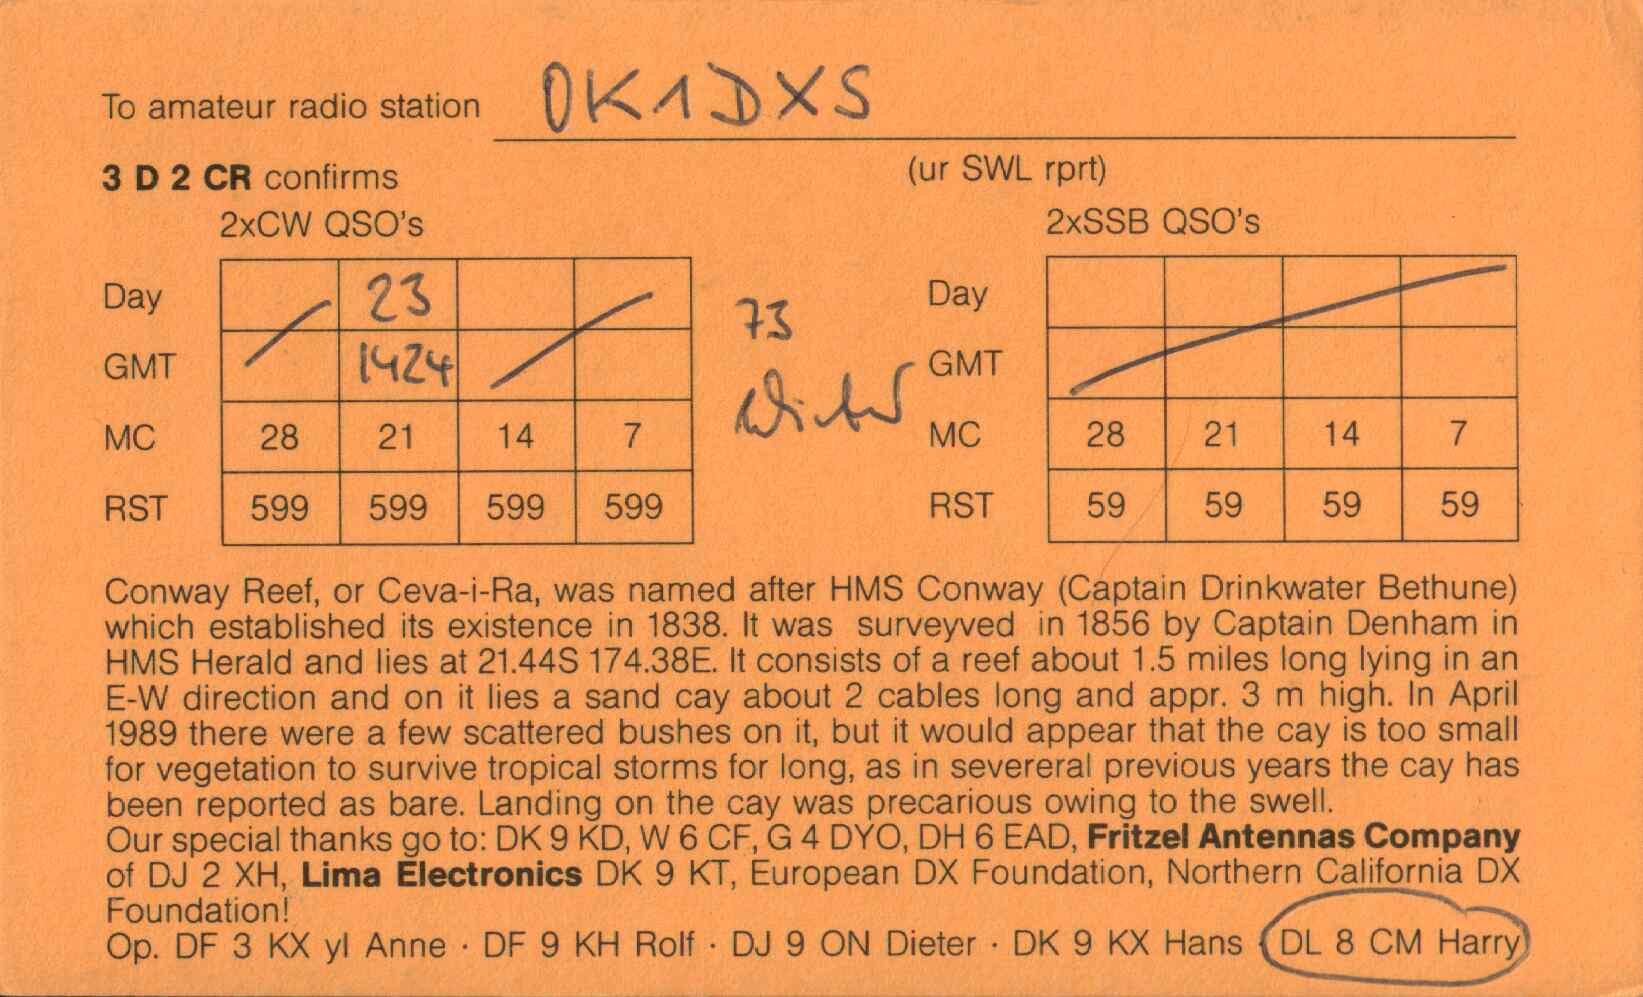 To amateur radio station OK1DXS
3 D 2 CR confirms (ur SWL rprt)
2xCW QSO's 2xSSB QSO's
Day 23 73 Day
GMT 1424 Dieter GMT
MC 28 21 14 7 MC 28 21 14 7
RST 599 599 599 599 RST 59 59 59 59
Conway Reef, or Ceva-i-Ra, was named after HMS Conway (Captain Drinkwater Bethune)
which established its existence in 1838. It was surveyved in 1856 by Captain Denham in
HMS Herald and lies at 21.44S 174.38E. It consists of a reef about 1.5 miles long lying in an
E-W direction and on it lies a sand cay about 2 cables long and appr. 3 m high. In April
1989 there were a few scattered bushes on it, but it would appear that the cay is too small
for vegetation to survive tropical storms for long, as in severeral previous years the cay has
been reported as bare. Landing on the cay was precarious owing to the swell.
Our special thanks go to: DK 9 KD, W 6 CF, G 4 DYO, DH 6 EAD, Fritzel Antennas Company
of DJ 2 XH, Lima Electronics DK 9 KT, European DX Foundation, Northern California DX
Foundation!
Op. DF 3 KX yl Anne · DF 9 KH Rolf · DJ 9 ON Dieter · DK 9 KX Hans · DL 8 CM Harry